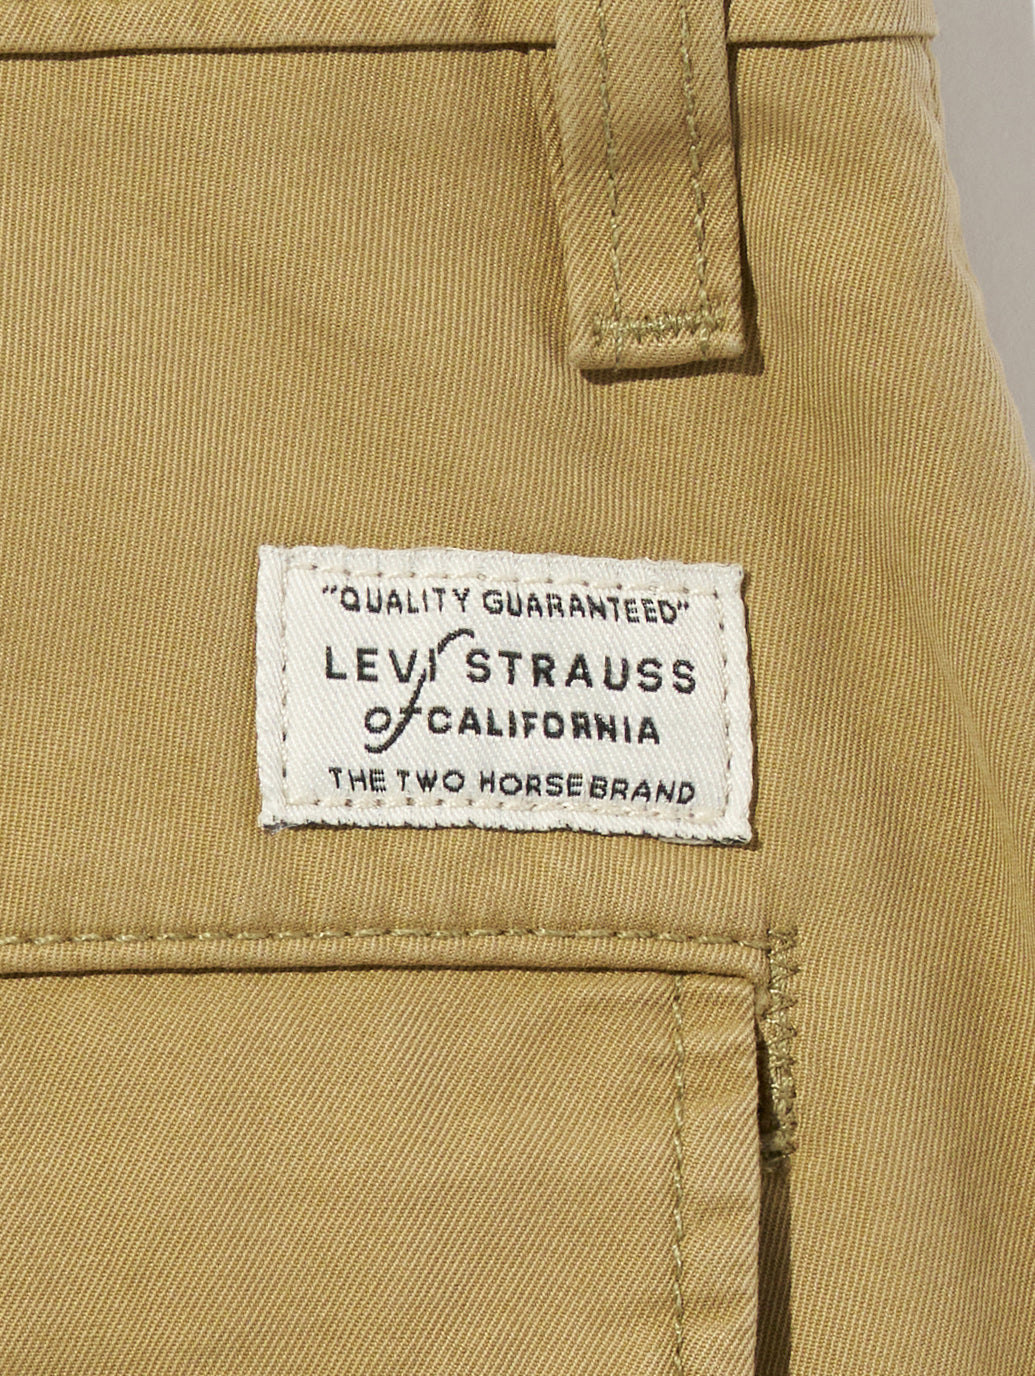 "QUALITY GUARANTEED"
LEVI STRAUSS
of CALIFORNIA
THE TWO HORSE BRAND